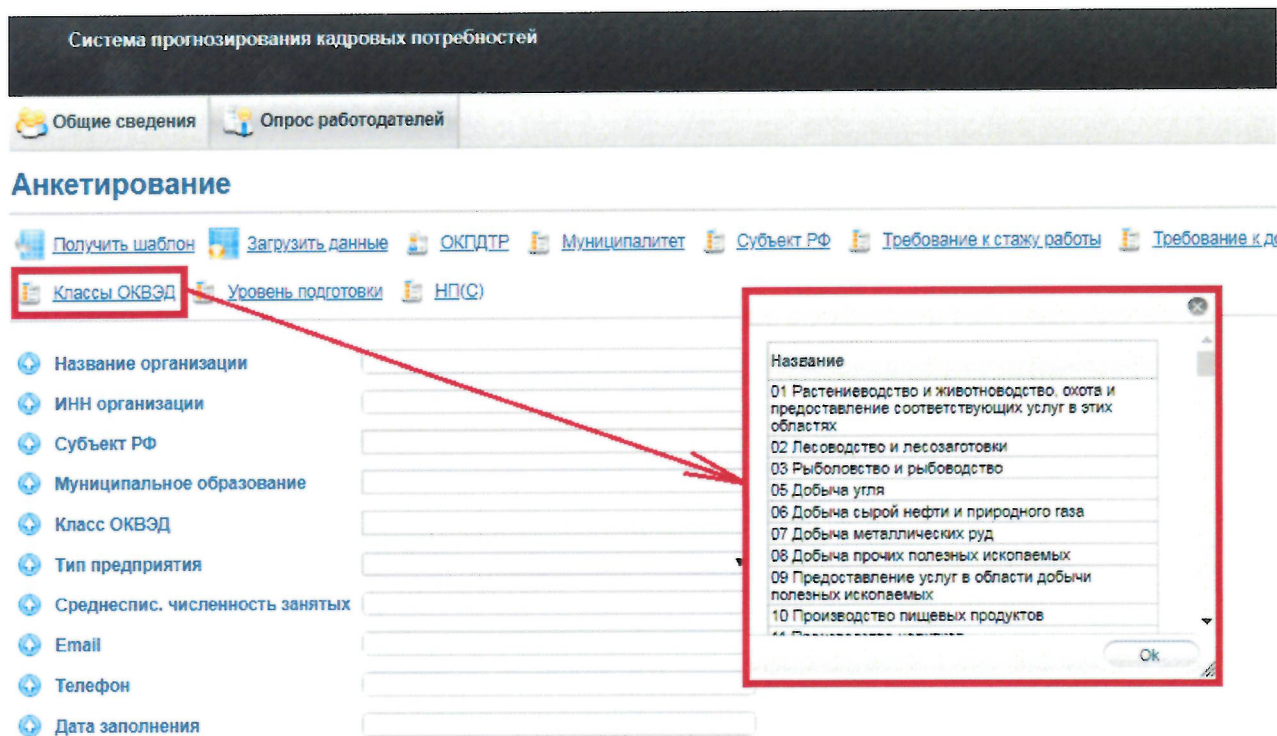 Система прогнозирования кадровых потребностей
Общие сведения Опрос работодателей
Анкетирование
Получить шаблон Загрузить данные ОКПДТР Муниципалитет Субъект РФ Требование к стажу работы Требование к
Классы ОКВЭД Уровень подготовки НП(С)
Название организации
ИНН организации
Субъект РФ
Муниципальное образование
Класс ОКВЭД
Тип предприятия
Среднеспис. численность занятых
Email
Телефон
Дата заполнения
Название
01 Растениеводство и животноводство, охота и
предоставление соответствующих услуг в этих
областях
02 Лесоводство и лесозаготовки
03 Рыболовство и рыбоводство
05 Добыча угля
06 Добыча сырой нефти и природного газа
07 Добыча металлических руд
08 Добыча прочих полезных ископаемых
09 Предоставление услуг в области добычи
полезных ископаемых
10 Производство пищевых продуктов
Ok